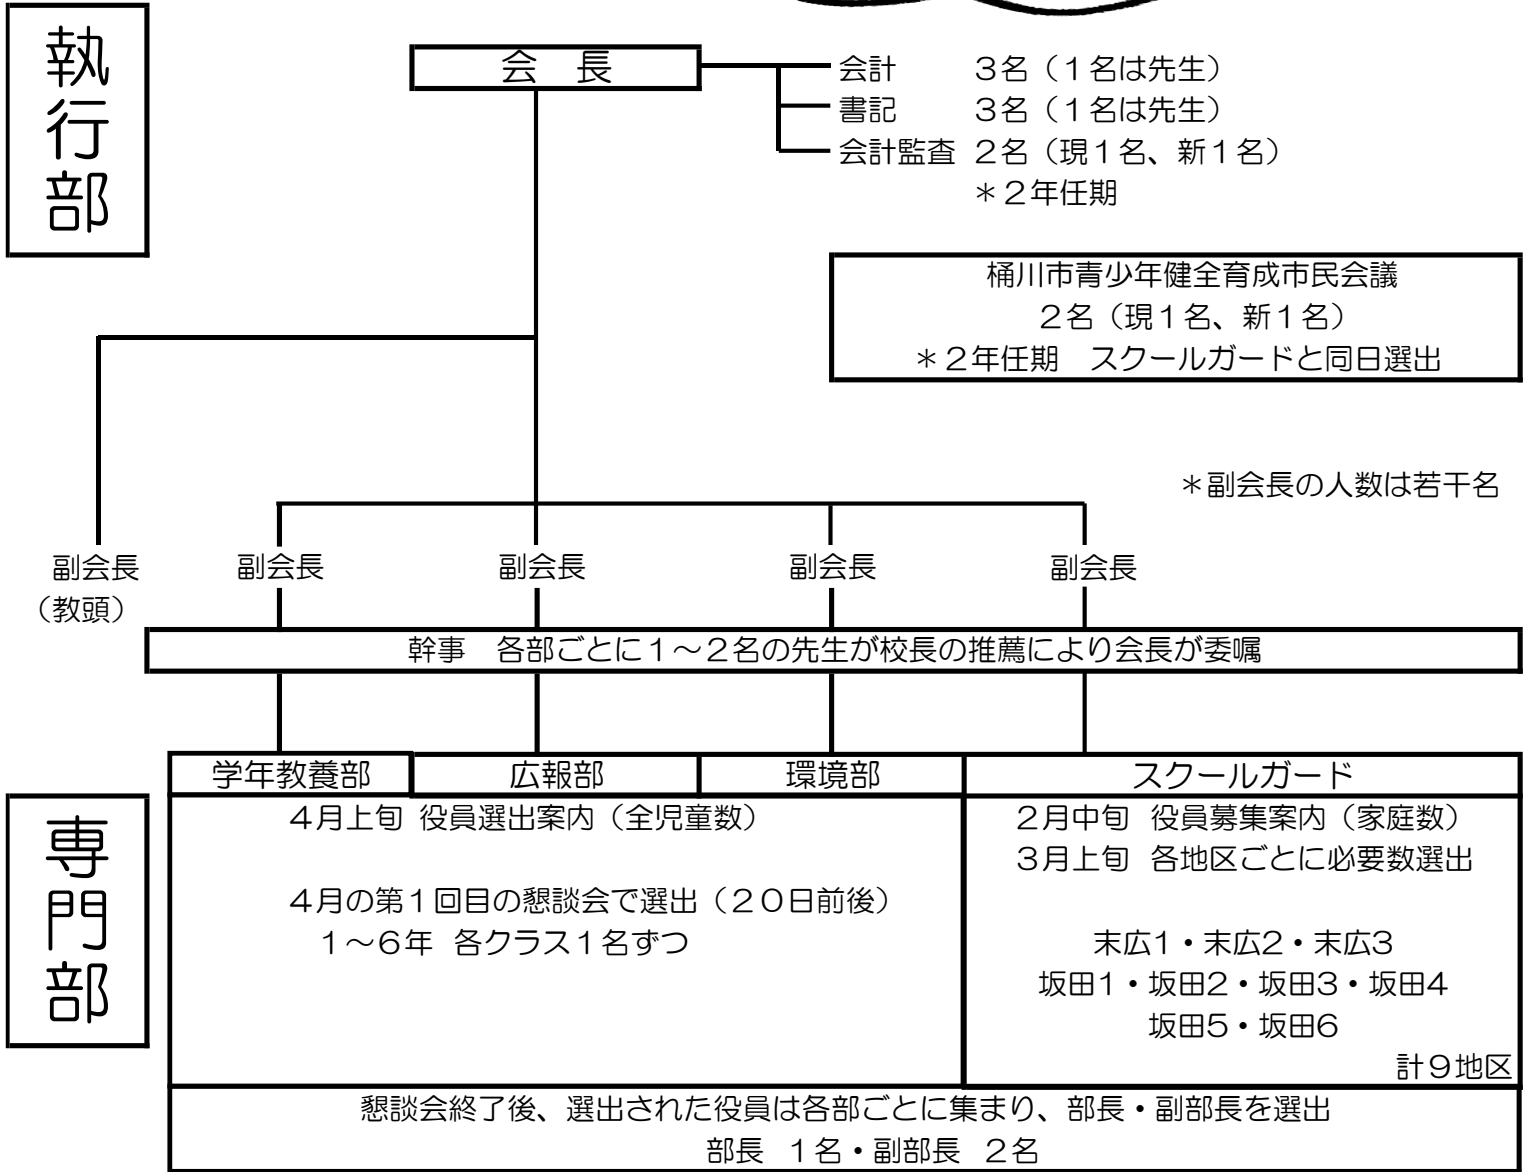 執行部
会 長
会計 3名（1名は先生）
書記 3名（1名は先生）
会計監査 2名（現1名、新1名）
＊2年任期
桶川市青少年健全育成市民会議
2名（現1名、新1名）
＊2年任期 スクールガードと同日選出
＊副会長の人数は若干名
副会長
（教頭）
副会長
副会長
副会長
副会長
幹事 各部ごとに1～2名の先生が校長の推薦により会長が委嘱
専門部
学年教養部
広報部
環境部
スクールガード
4月上旬 役員選出案内（全児童数）
4月の第1回目の懇談会で選出（20日前後）
1～6年 各クラス1名ずつ
2月中旬 役員募集案内（家庭数）
3月上旬 各地区ごとに必要数選出
末広1・末広2・末広3
坂田1・坂田2・坂田3・坂田4
坂田5・坂田6
計9地区
懇談会終了後、選出された役員は各部ごとに集まり、部長・副部長を選出
部長 1名・副部長 2名